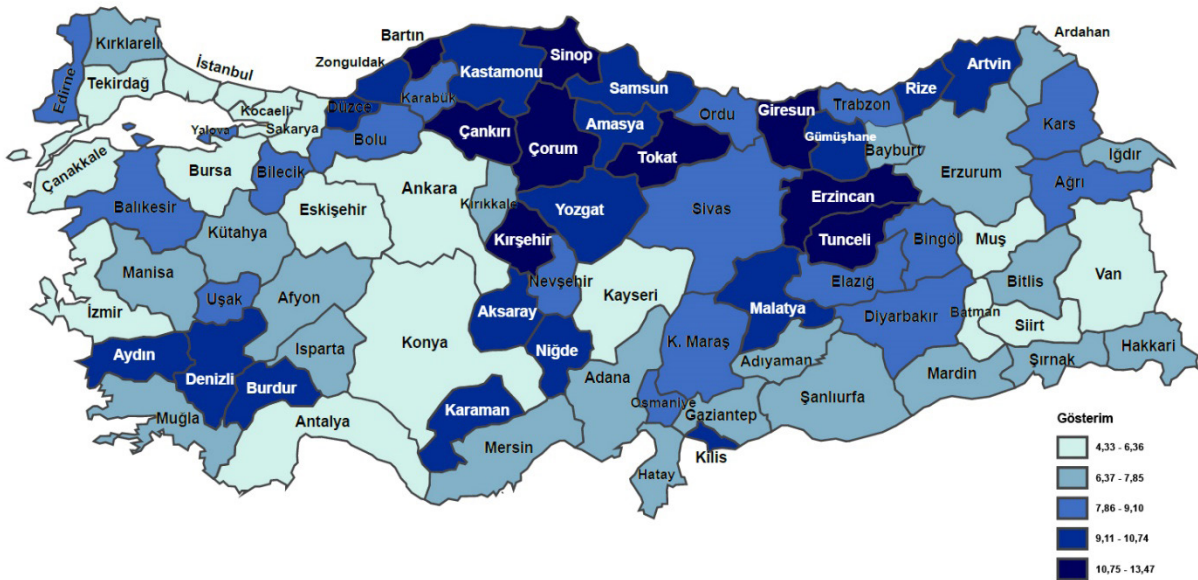 Ardahan
Kırklareli
Bartın
Sinop
Artvin
İstanbul
Zonguldak
Kastamonu
Tekirdağ
Edirne
Samsun
Rize
Karabük
Düzce
Kocaeli
Ordu
Giresun
Trabzon
Kars
Yalova
Sakarya
Bolu
Çankırı
Amasya
Gümüşhane
Çorum
Bayburt
Tokat
Iğdır
Çanakkale
Bursa
Bilecik
Ankara
Erzurum
Ağrı
Balıkesir
Eskişehir
Kırıkkale
Yozgat
Sivas
Erzincan
Kütahya
Kırşehir
Tunceli
Bingöl
Muş
Manisa
Nevşehir
Van
Uşak
Afyon
Kayseri
Elazığ
Bitlis
İzmir
Aksaray
Malatya
Batman
Diyarbakır
Siirt
Konya
Isparta
Niğde
K. Maraş
Hakkari
Aydın
Adıyaman
Şırnak
Denizli
Burdur
Adana
Mardin
Osmaniye
Şanlıurfa
Karaman
Gaziantep
Muğla
Antalya
Mersin
Kilis
Hatay
Gösterim
4,33 - 6,36
6,37 - 7,85
7,86 - 9,10
9,11 - 10,74
10,75 - 13,47